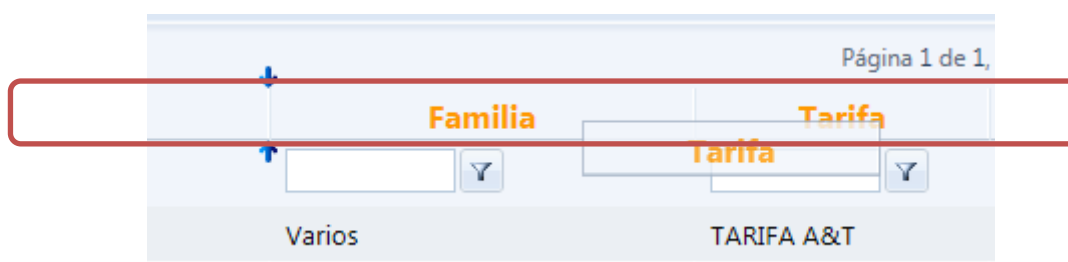 Página 1 de 1,
Familia Tarifa
Tarifa
Varios TARIFA A&T